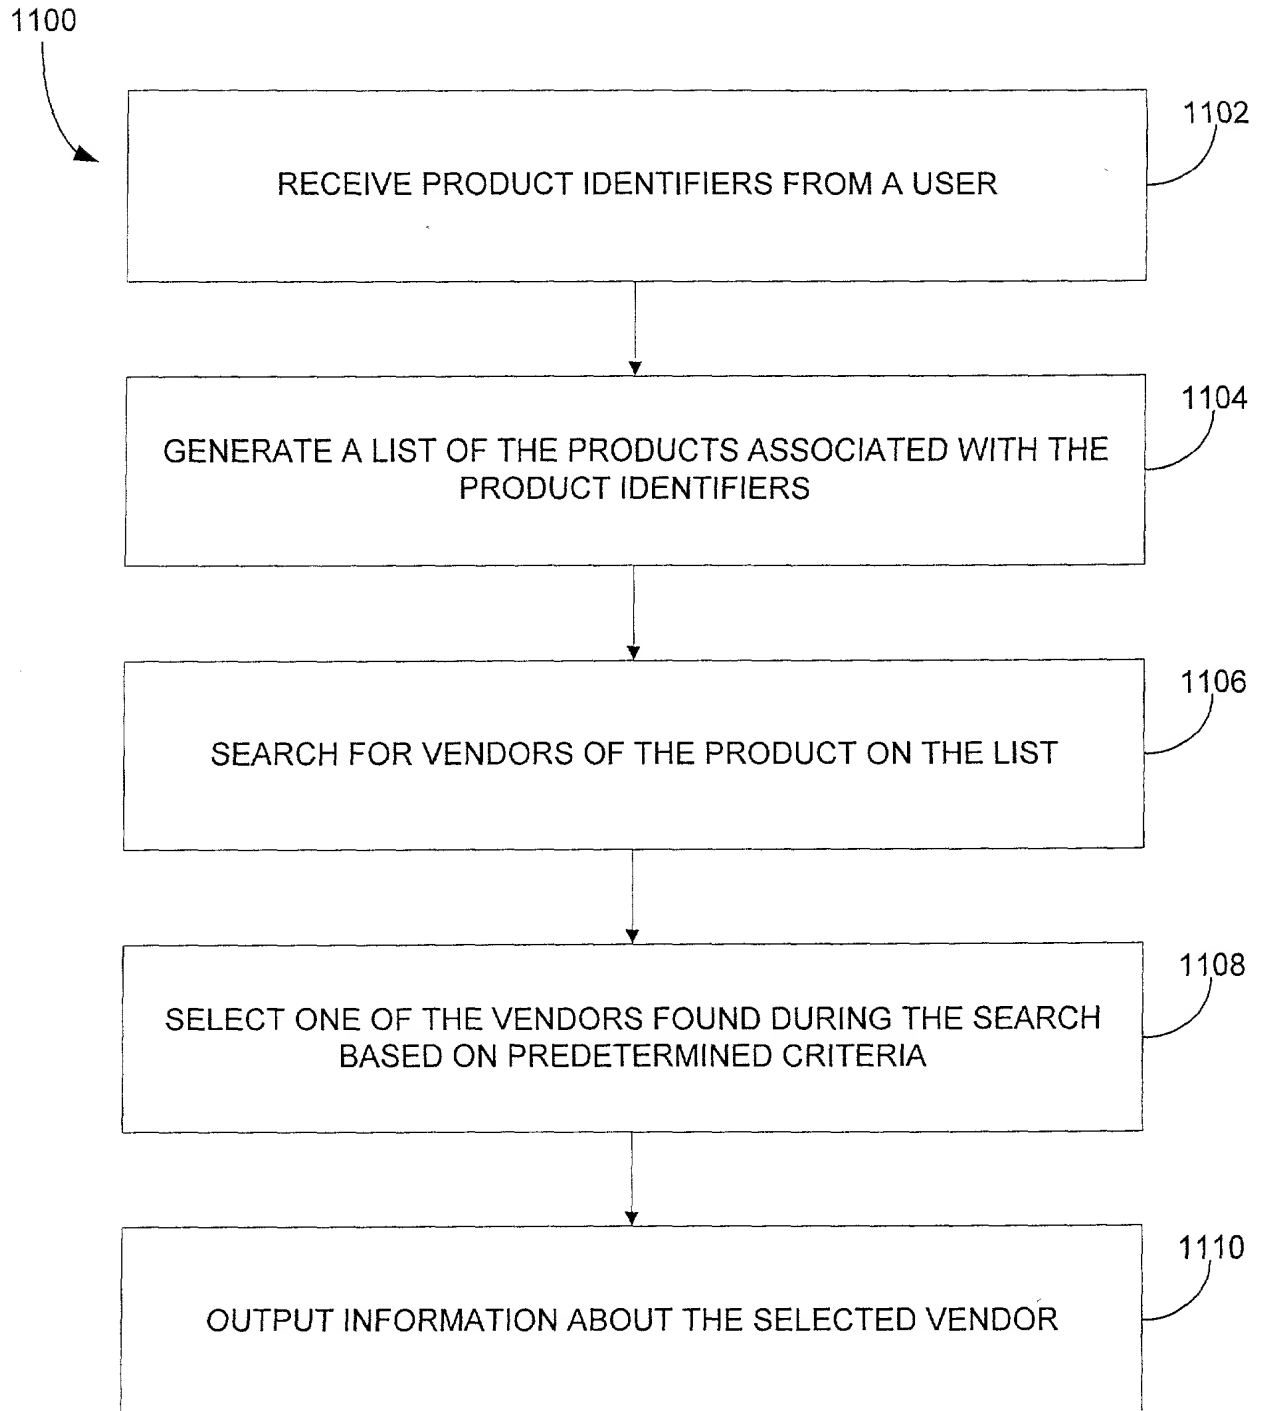 1100
1102
RECEIVE PRODUCT IDENTIFIERS FROM A USER
1104
GENERATE A LIST OF THE PRODUCTS ASSOCIATED WITH THE
PRODUCT IDENTIFIERS
1106
SEARCH FOR VENDORS OF THE PRODUCT ON THE LIST
1108
SELECT ONE OF THE VENDORS FOUND DURING THE SEARCH
BASED ON PREDETERMINED CRITERIA
1110
OUTPUT INFORMATION ABOUT THE SELECTED VENDOR